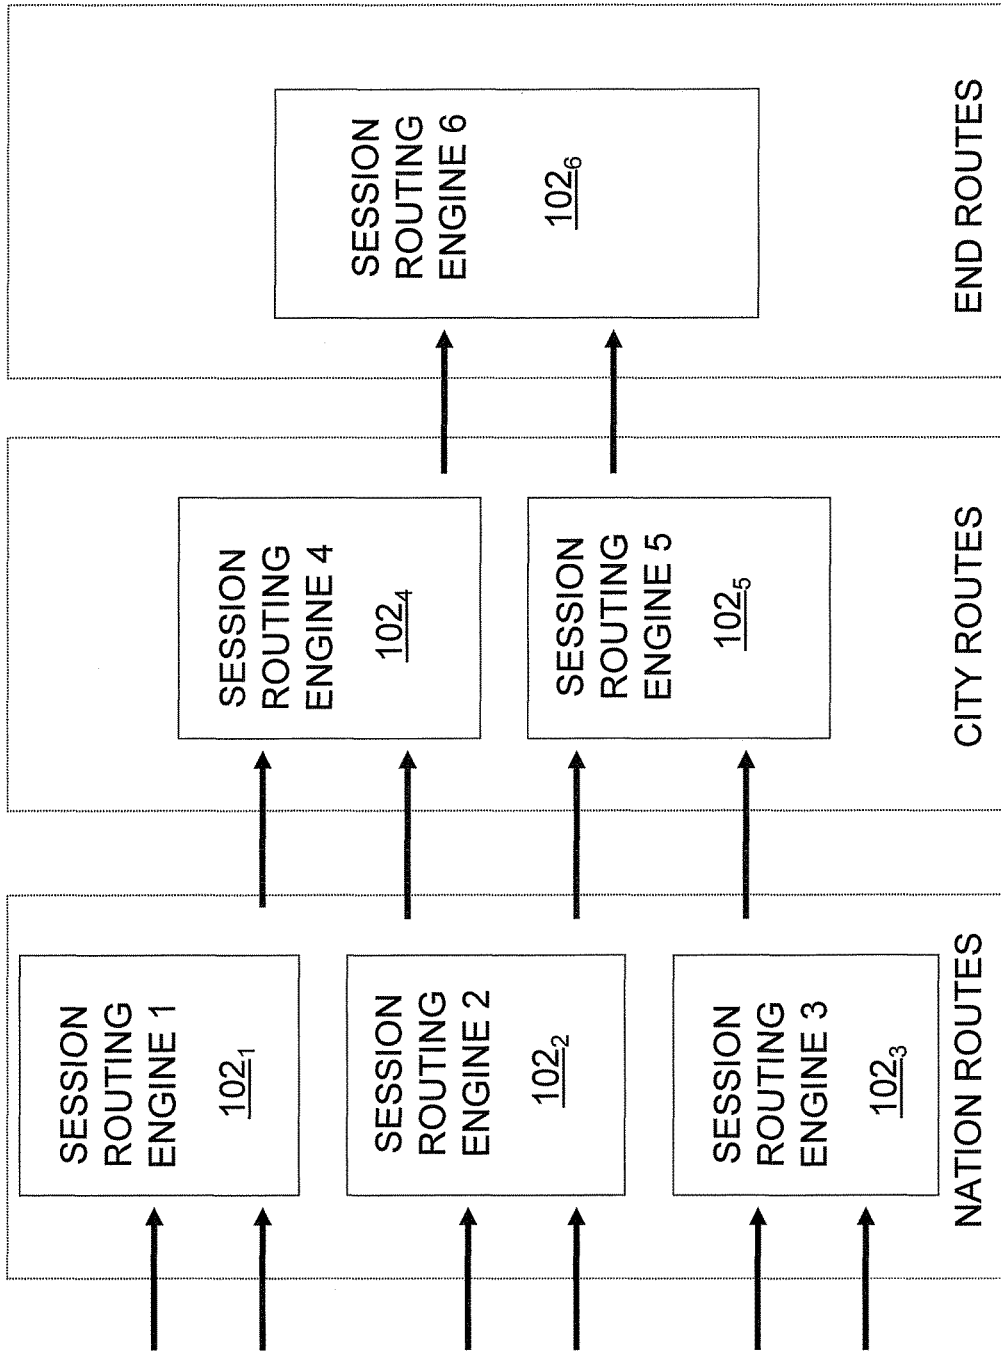 SESSION
ROUTING
ENGINE 1
102₁
SESSION
ROUTING
ENGINE 2
102₂
SESSION
ROUTING
ENGINE 3
102₃
NATION ROUTES
SESSION
ROUTING
ENGINE 4
102₄
SESSION
ROUTING
ENGINE 5
102₅
CITY ROUTES
SESSION
ROUTING
ENGINE 6
102₆
END ROUTES